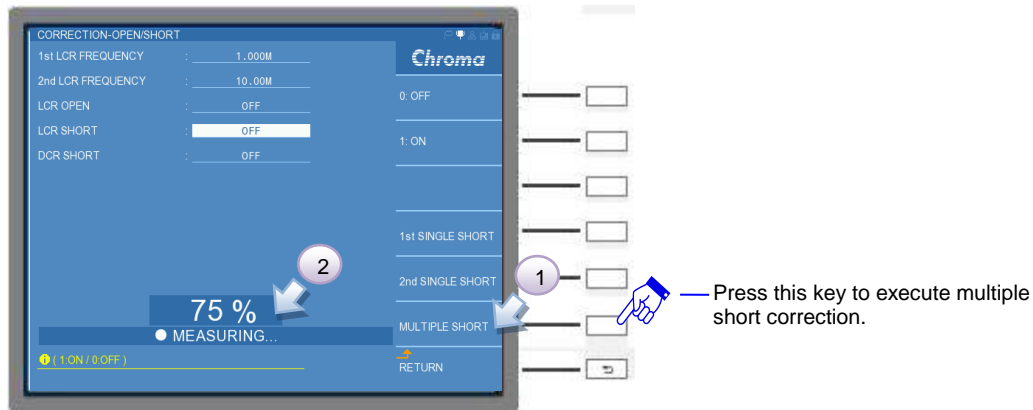 CORRECTION-OPEN/SHORT
Chroma
1st LCR FREQUENCY : 1.000M
2nd LCR FREQUENCY : 10.00M
LCR OPEN : OFF
LCR SHORT : OFF
DCR SHORT : OFF
0: OFF
1: ON
1st SINGLE SHORT
2nd SINGLE SHORT
MULTIPLE SHORT
RETURN
2
1
75 %
MEASURING...
( 1:ON / 0:OFF )
Press this key to execute multiple
short correction.